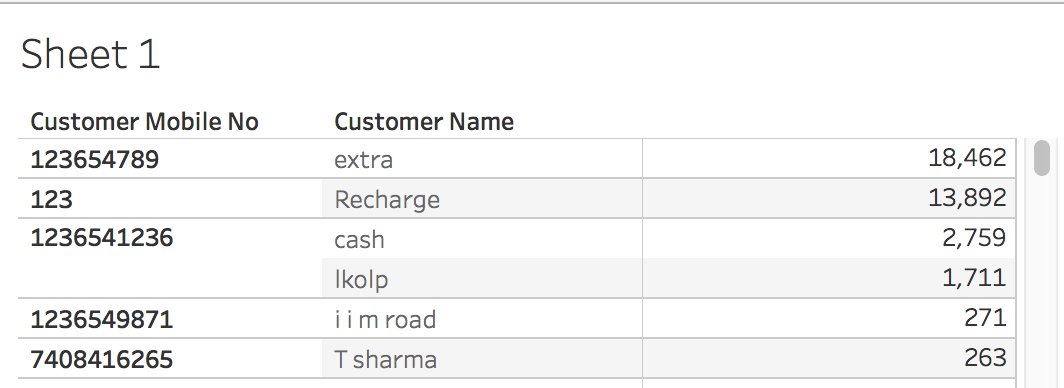 Sheet 1
Customer Mobile No Customer Name
123654789 extra 18,462
123 Recharge 13,892
1236541236 cash 2,759
lkolp 1,711
1236549871 i i m road 271
7408416265 T sharma 263